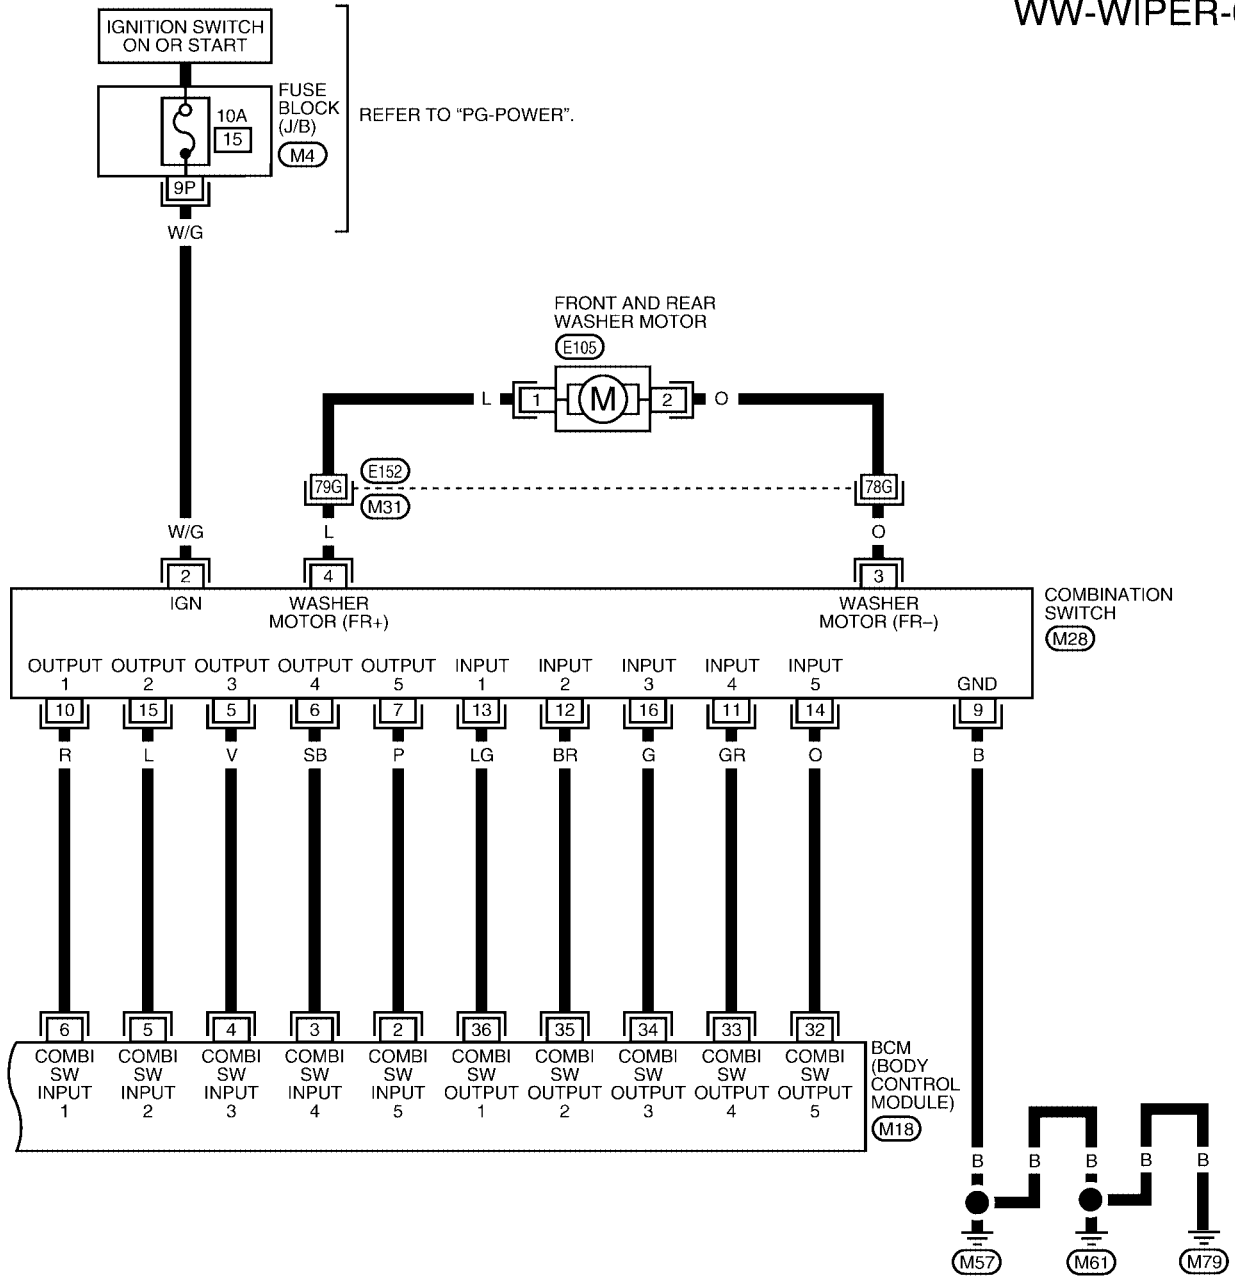 WW-WIPER-
IGNITION SWITCH
ON OR START
FUSE
BLOCK
(J/B)
M4
10A
15
REFER TO “PG-POWER”.
9P
W/G
FRONT AND REAR
WASHER MOTOR
E105
L 1 M 2 O
79G E152 78G
M31
W/G L O
2 4 3
IGN WASHER WASHER
MOTOR (FR+) MOTOR (FR–)
COMBINATION
SWITCH
M28
OUTPUT OUTPUT OUTPUT OUTPUT OUTPUT INPUT INPUT INPUT INPUT INPUT
1 2 3 4 5 1 2 3 4 5 GND
10 15 5 6 7 13 12 16 11 14 9
R L V SB P LG BR G GR O B
6 5 4 3 2 36 35 34 33 32
COMBI COMBI COMBI COMBI COMBI COMBI COMBI COMBI COMBI COMBI
SW SW SW SW SW SW SW SW SW SW
INPUT INPUT INPUT INPUT INPUT OUTPUT OUTPUT OUTPUT OUTPUT OUTPUT
1 2 3 4 5 1 2 3 4 5
BCM
(BODY
CONTROL
MODULE)
M18
B B B B B
M57 M61 M79